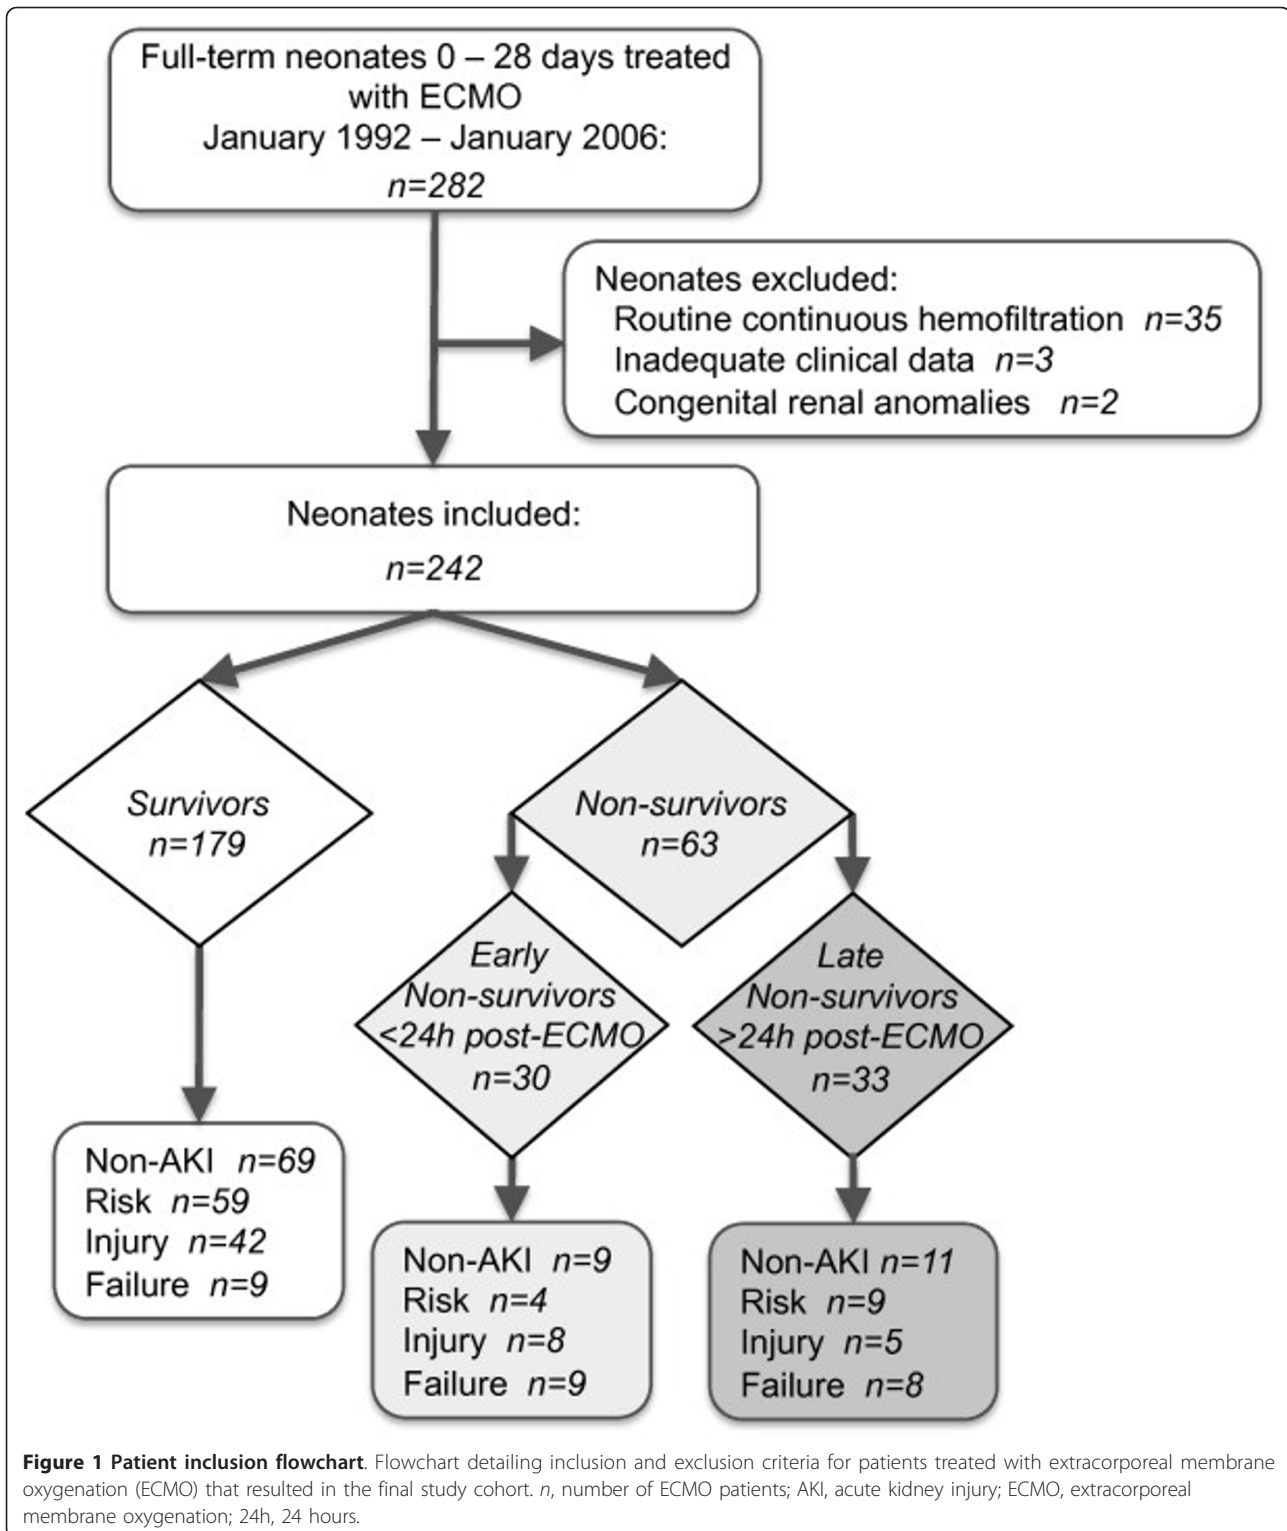 Full-term neonates 0 – 28 days treated
with ECMO
January 1992 – January 2006:
n=282
Neonates excluded:
Routine continuous hemofiltration n=35
Inadequate clinical data n=3
Congenital renal anomalies n=2
Neonates included:
n=242
Survivors
n=179
Non-survivors
n=63
Early
Non-survivors
<24h post-ECMO
n=30
Late
Non-survivors
>24h post-ECMO
n=33
Non-AKI n=69
Risk n=59
Injury n=42
Failure n=9
Non-AKI n=9
Risk n=4
Injury n=8
Failure n=9
Non-AKI n=11
Risk n=9
Injury n=5
Failure n=8
Figure 1 Patient inclusion flowchart. Flowchart detailing inclusion and exclusion criteria for patients treated with extracorporeal membrane
oxygenation (ECMO) that resulted in the final study cohort. n, number of ECMO patients; AKI, acute kidney injury; ECMO, extracorporeal
membrane oxygenation; 24h, 24 hours.